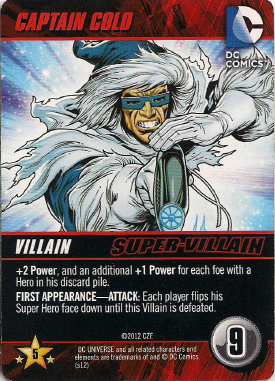 CAPTAIN COLD
DC
DC
COMICS
VILLAIN
SUPER-VILLAIN
+2 Power, and an additional +1 Power for each foe with a
Hero in his discard pile.
FIRST APPEARANCE—ATTACK: Each player flips his
Super Hero face down until this Villain is defeated.
©2012 CZE
5
DC UNIVERSE and all related characters and
elements are trademarks of and © DC Comics.
(s12)
9